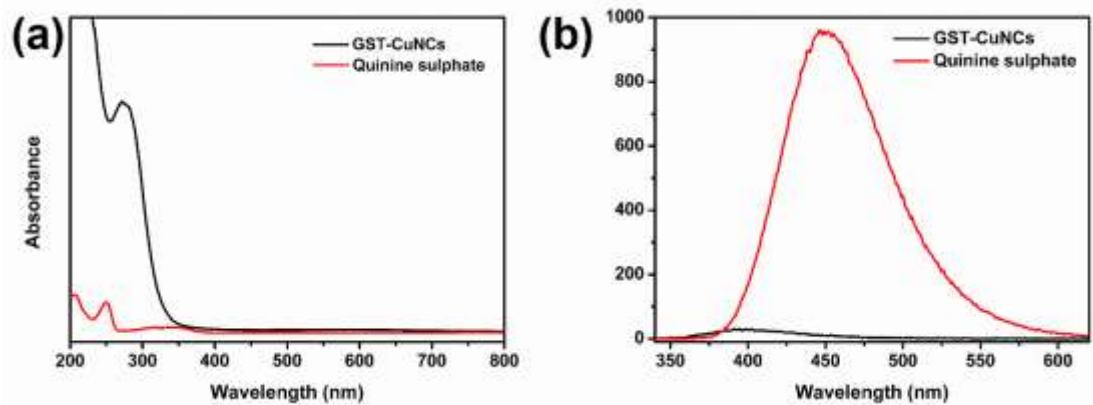 (a)
GST-CuNCs
Quinine sulphate
Absorbance
200 300 400 500 600 700 800
Wavelength (nm)
(b)
GST-CuNCs
Quinine sulphate
1000
800
600
400
200
0
350 400 450 500 550 600
Wavelength (nm)